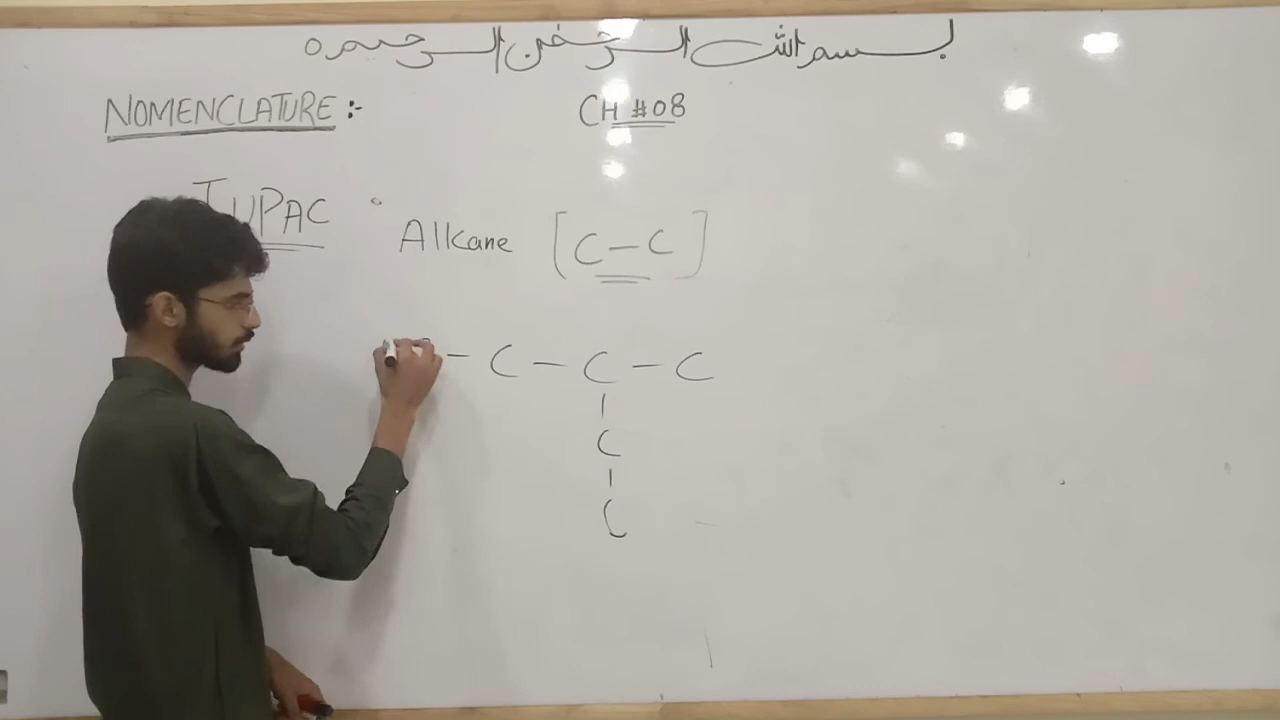 بسم اللہ الرحمن الرحیم ہ
NOMENCLATURE :-
CH # 08
IUPAC
Alkane [C-C]
- C - C - C
C
C